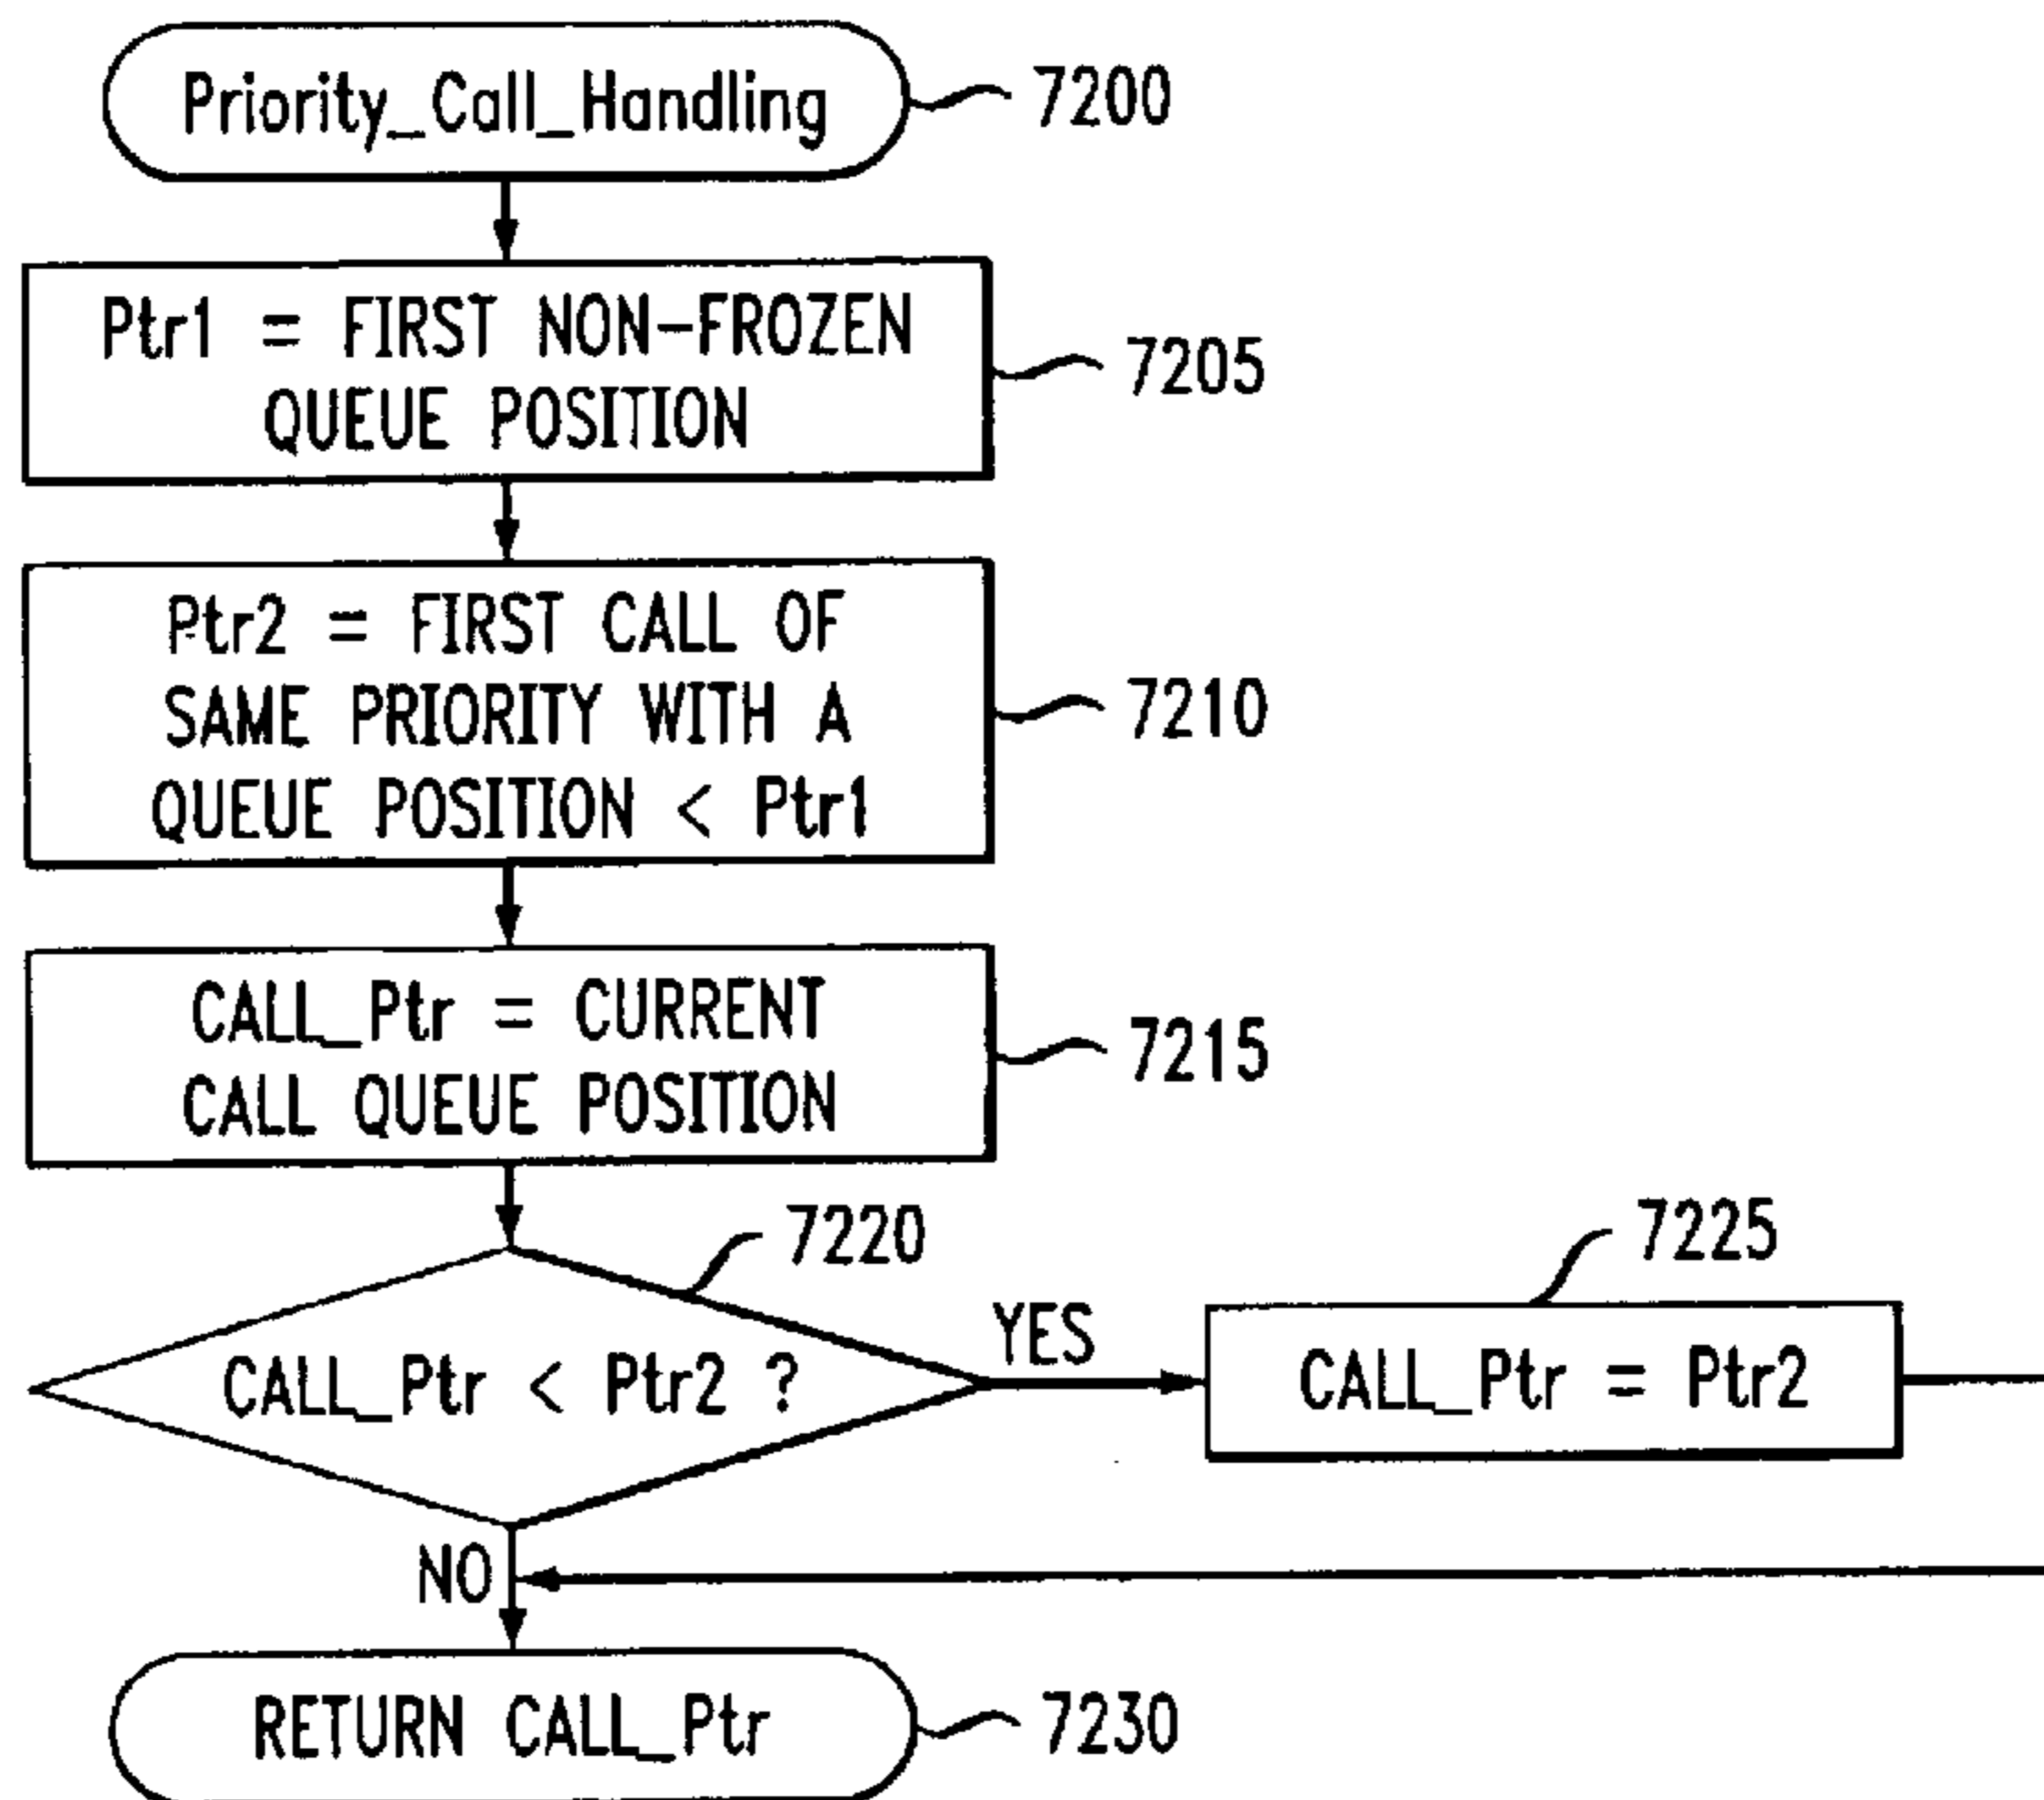 Priority_Call_Handling
7200
Ptr1 = FIRST NON-FROZEN
QUEUE POSITION
7205
Ptr2 = FIRST CALL OF
SAME PRIORITY WITH A
QUEUE POSITION < Ptr1
7210
CALL_Ptr = CURRENT
CALL QUEUE POSITION
7215
7220
CALL_Ptr < Ptr2 ?
YES
7225
CALL_Ptr = Ptr2
NO
RETURN CALL_Ptr
7230